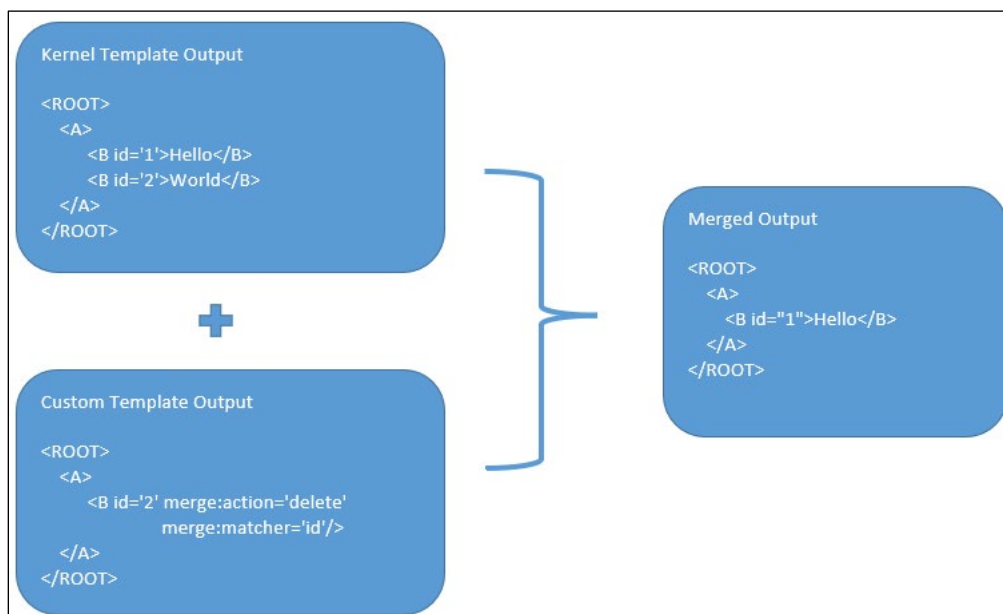 Kernel Template Output
<ROOT>
<A>
<B id='1'>Hello</B>
<B id='2'>World</B>
</A>
</ROOT>
Custom Template Output
<ROOT>
<A>
<B id='2' merge:action='delete'
merge:matcher='id'/>
</A>
</ROOT>
Merged Output
<ROOT>
<A>
<B id="1">Hello</B>
</A>
</ROOT>